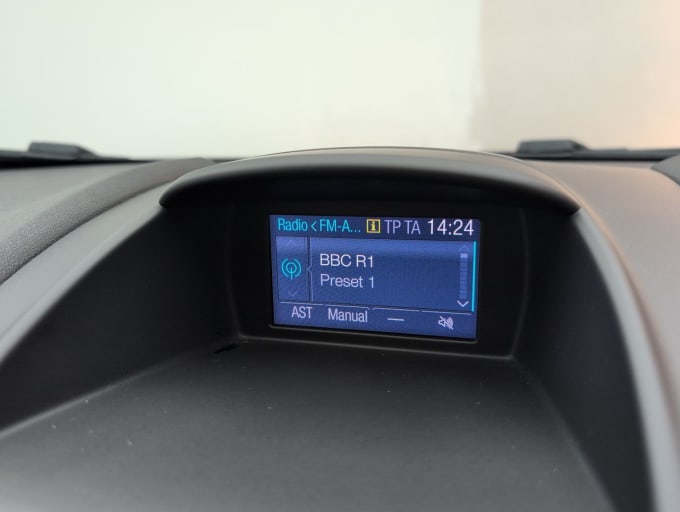 Radio < FM-A... i TP TA 14:24
BBC R1
Preset 1
AST Manual —